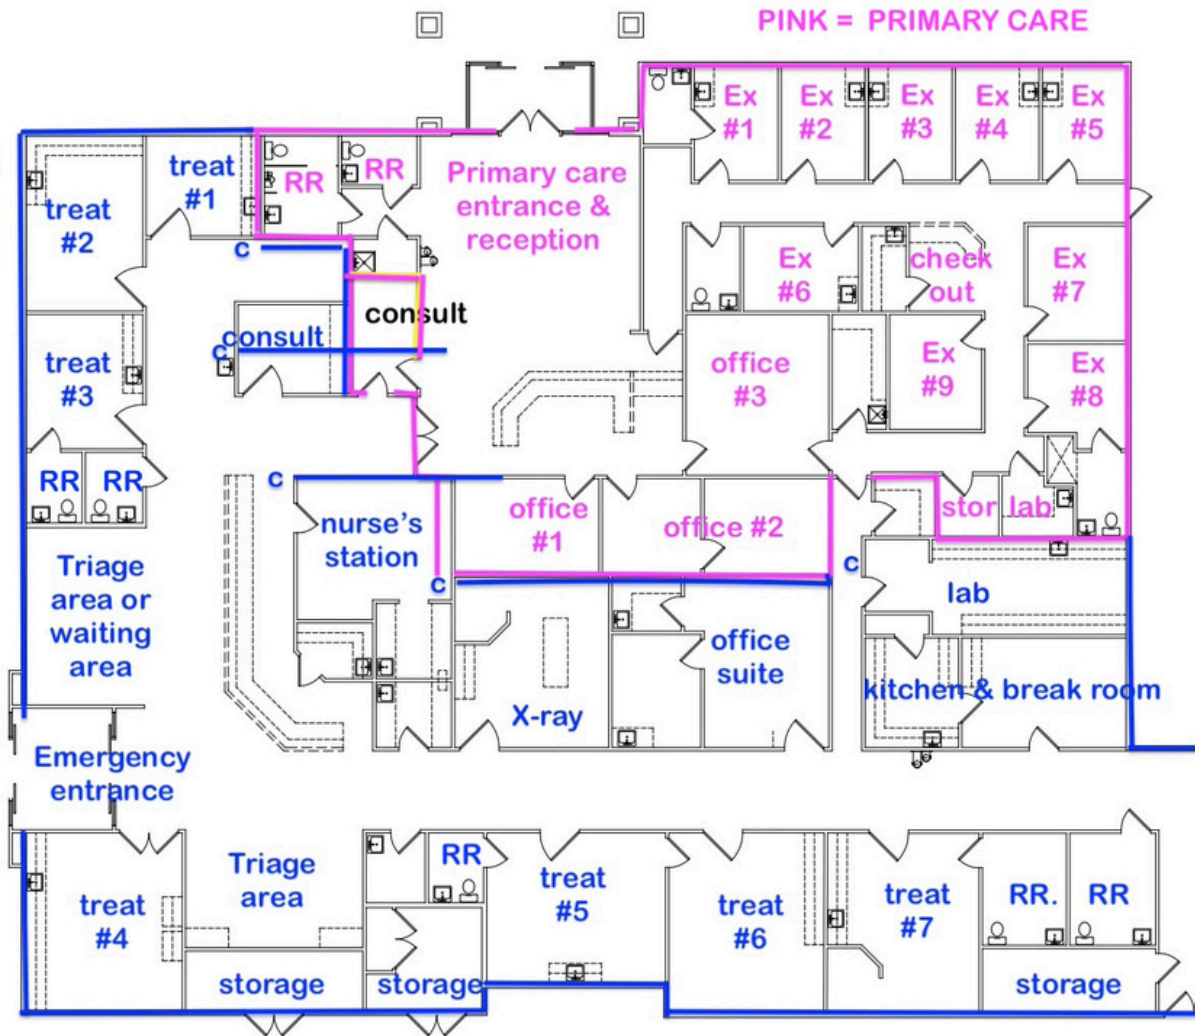 PINK = PRIMARY CARE
Ex
#1
Ex
#2
Ex
#3
Ex
#4
Ex
#5
treat
#1
RR
RR
Primary care
entrance &
reception
treat
#2
c
consult
Ex
#6
check
out
Ex
#7
consult
c
treat
#3
office
#3
Ex
#9
Ex
#8
RR
RR
c
nurse's
station
office
#1
office #2
stor
lab
Triage
area or
waiting
area
c
c
lab
office
suite
kitchen & break room
X-ray
Emergency
entrance
Triage
area
RR
treat
#4
treat
#5
treat
#6
treat
#7
RR.
RR
storage
storage
storage